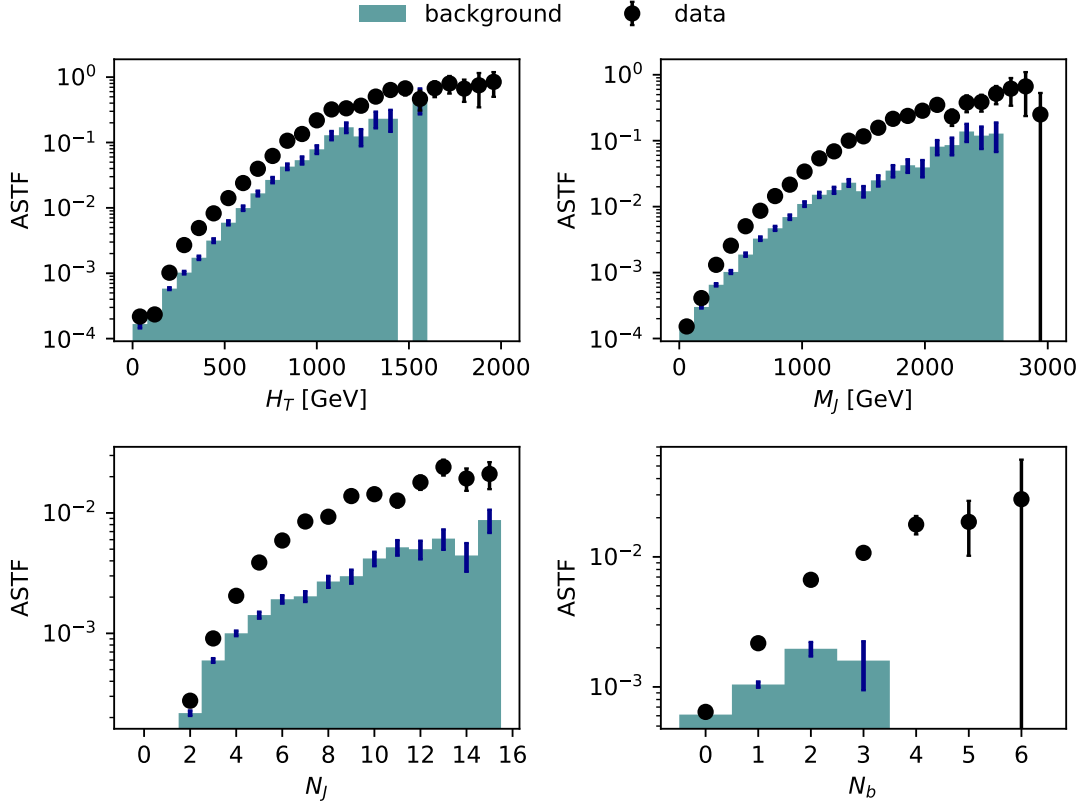 background data
ASTF
10^0
10^-1
10^-2
10^-3
10^-4
0 500 1000 1500 2000
H_T [GeV]
ASTF
10^0
10^-1
10^-2
10^-3
10^-4
0 1000 2000 3000
M_J [GeV]
ASTF
10^-2
10^-3
0 2 4 6 8 10 12 14 16
N_J
ASTF
10^-2
10^-3
0 1 2 3 4 5 6
N_b